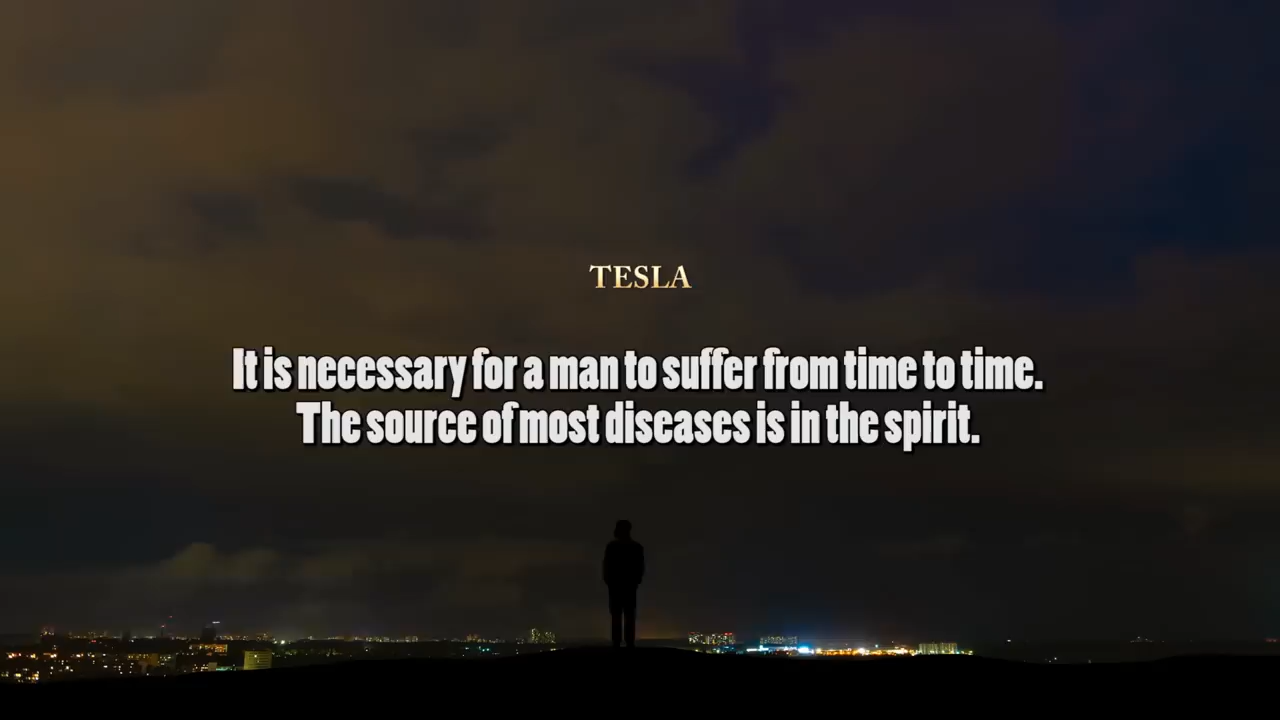 TESLA
It is necessary for a man to suffer from time to time.
The source of most diseases is in the spirit.